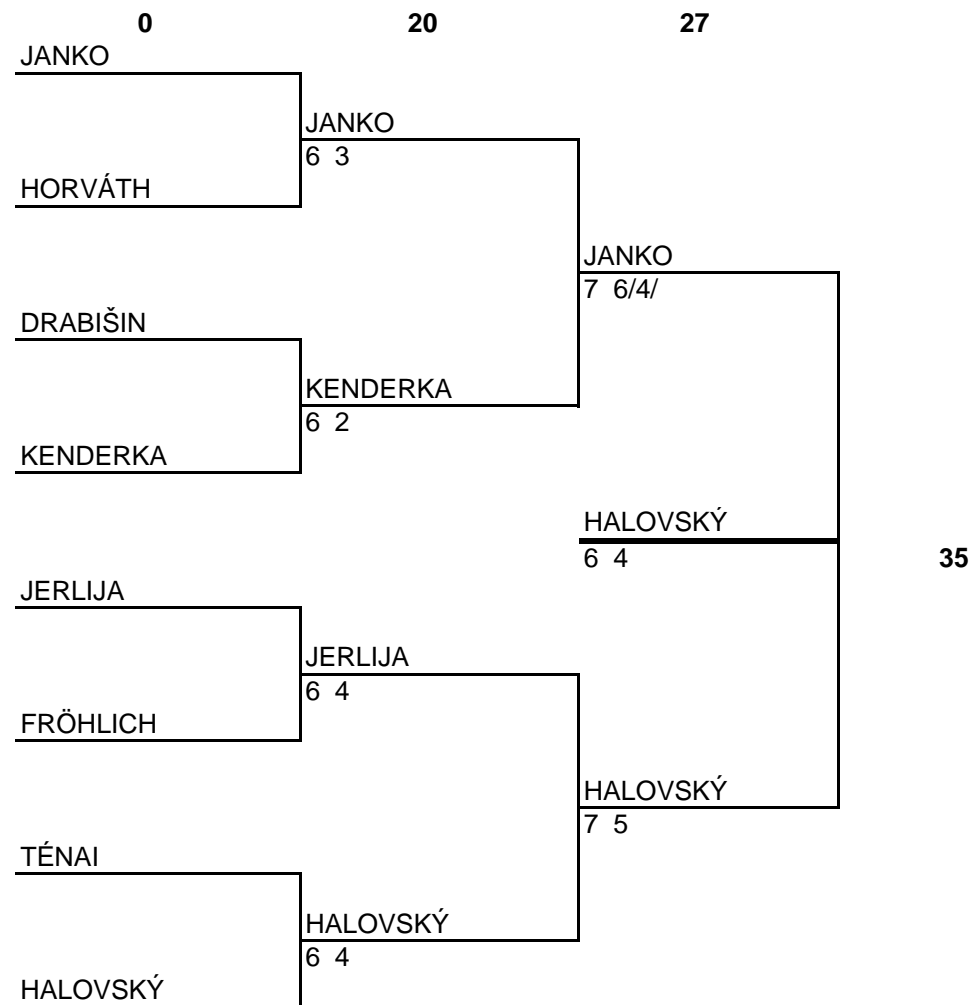 0 20 27
JANKO
JANKO
6 3
HORVÁTH
JANKO
7 6/4/
DRABIŠIN
KENDERKA
6 2
KENDERKA
HALOVSKÝ
6 4 35
JERLIJA
JERLIJA
6 4
FRÖHLICH
HALOVSKÝ
7 5
TÉNAI
HALOVSKÝ
6 4
HALOVSKÝ